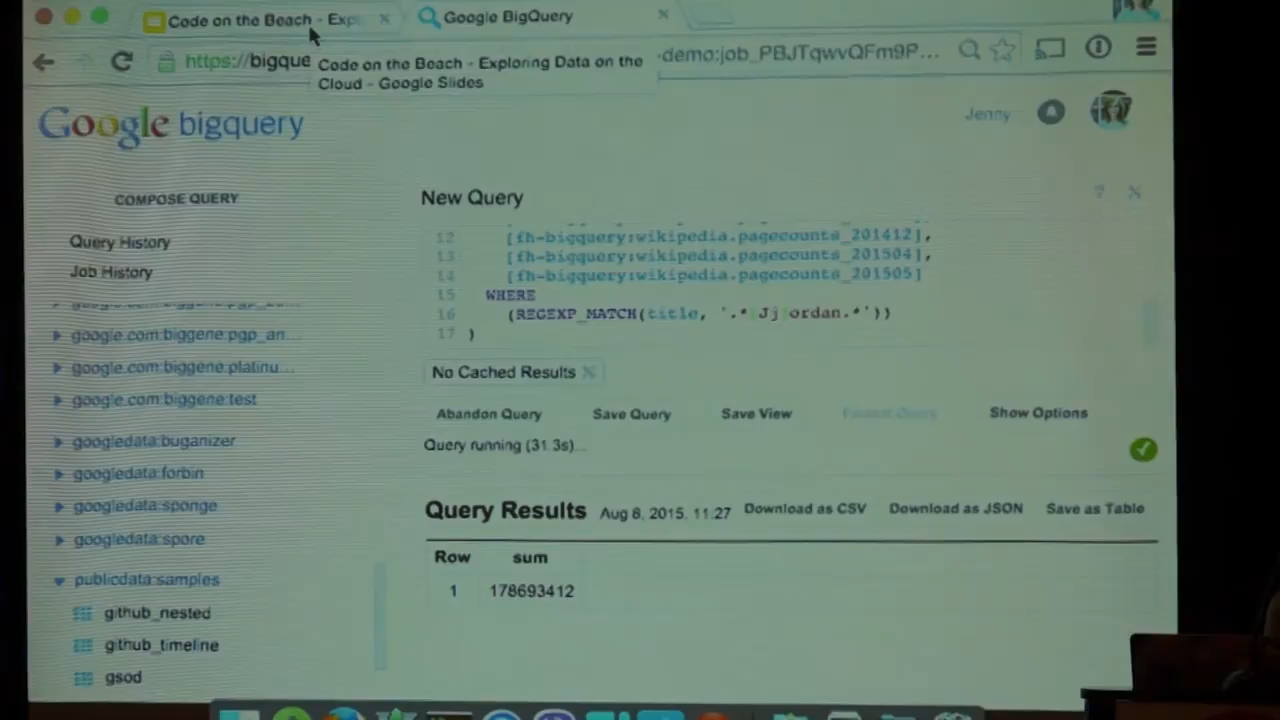 Code on the Beach - Exp
Google BigQuery
https://bigque
-demo:job_PBJTqwvQFm9P...
Code on the Beach - Exploring Data on the
Cloud - Google Slides
Google bigquery
Jenny
COMPOSE QUERY
Query History
Job History
google.com:biggene:pgp_an...
google.com:biggene:platinu...
google.com:biggene:test
googledata:buganizer
googledata:forbin
googledata:sponge
googledata:spore
publicdata:samples
github_nested
github_timeline
gsod
New Query
? X
12 [fh-bigquery:wikipedia.pagecounts_201412],
13 [fh-bigquery:wikipedia.pagecounts_201504],
14 [fh-bigquery:wikipedia.pagecounts_201505]
15 WHERE
16 (REGEXP_MATCH(title, '.*[Jj]ordan.*'))
17 )
No Cached Results X
Abandon Query Save Query Save View Format Query Show Options
Query running (31.3s)...
Query Results Aug 8, 2015, 11:27 Download as CSV Download as JSON Save as Table
Row sum
1 178693412